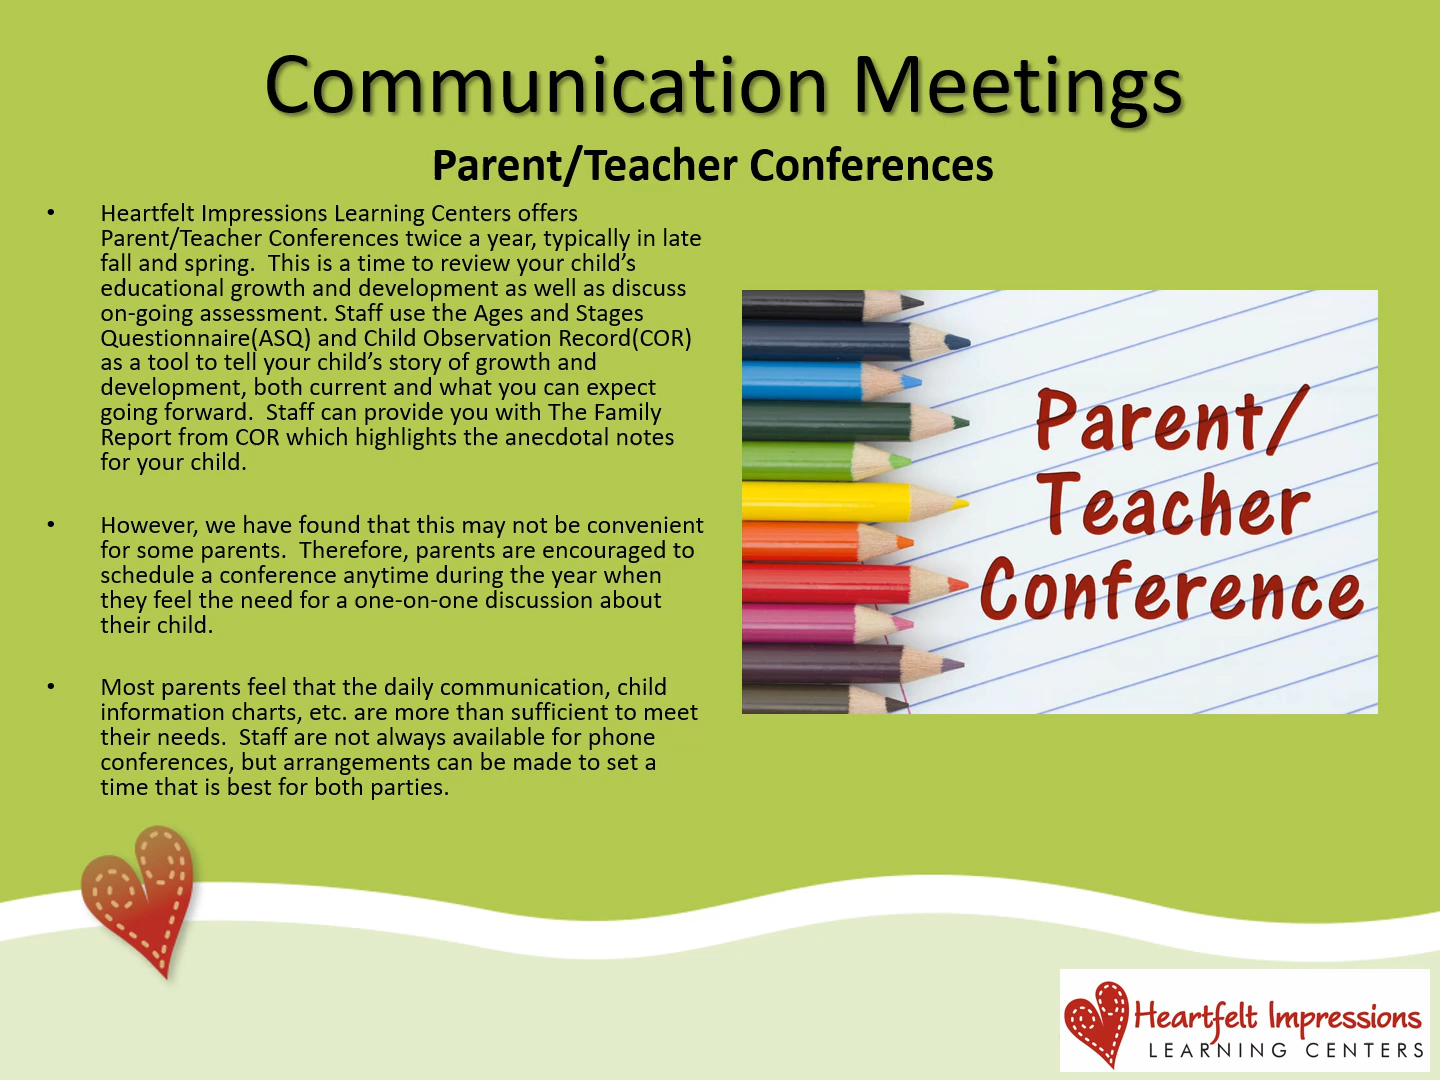 Communication Meetings
Parent/Teacher Conferences
• Heartfelt Impressions Learning Centers offers
Parent/Teacher Conferences twice a year, typically in late
fall and spring.  This is a time to review your child’s
educational growth and development as well as discuss
on-going assessment. Staff use the Ages and Stages
Questionnaire(ASQ) and Child Observation Record(COR)
as a tool to tell your child’s story of growth and
development, both current and what you can expect
going forward.  Staff can provide you with The Family
Report from COR which highlights the anecdotal notes
for your child.
• However, we have found that this may not be convenient
for some parents.  Therefore, parents are encouraged to
schedule a conference anytime during the year when
they feel the need for a one-on-one discussion about
their child.
• Most parents feel that the daily communication, child
information charts, etc. are more than sufficient to meet
their needs.  Staff are not always available for phone
conferences, but arrangements can be made to set a
time that is best for both parties.
Parent/
Teacher
Conference
Heartfelt Impressions
LEARNING CENTERS